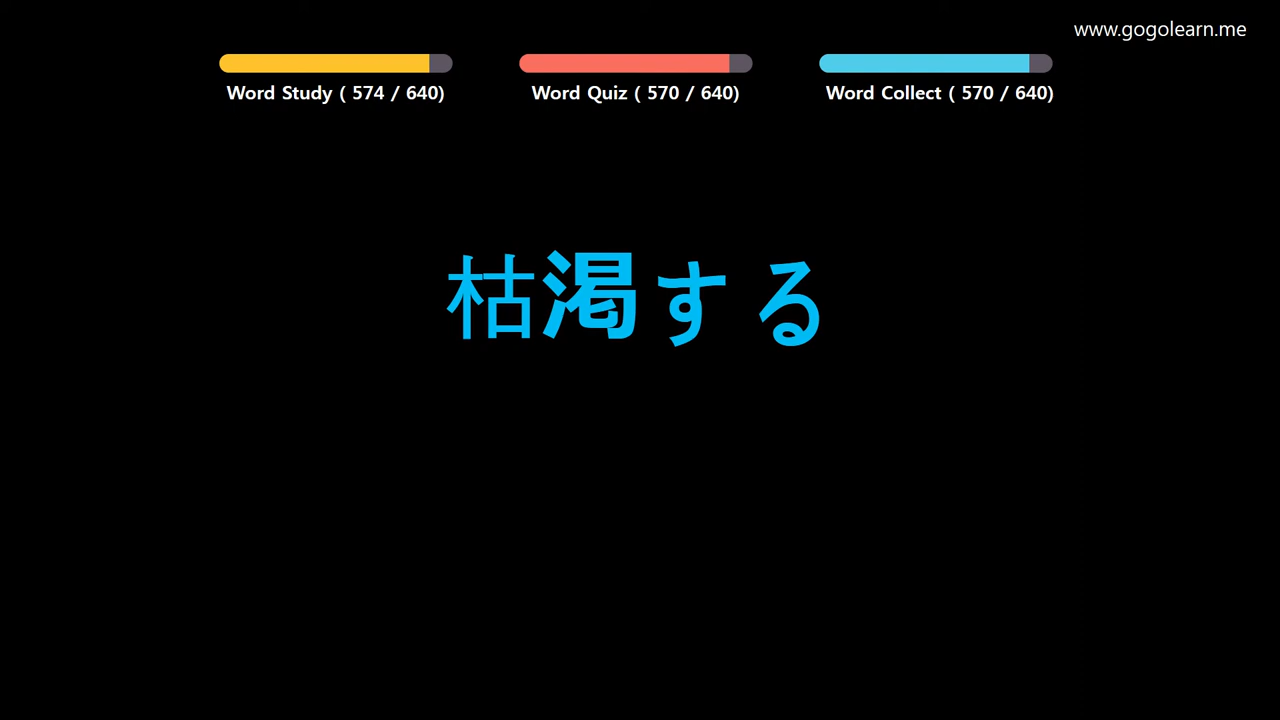 www.gogolearn.me
Word Study ( 574 / 640)
Word Quiz ( 570 / 640)
Word Collect ( 570 / 640)
枯渇する